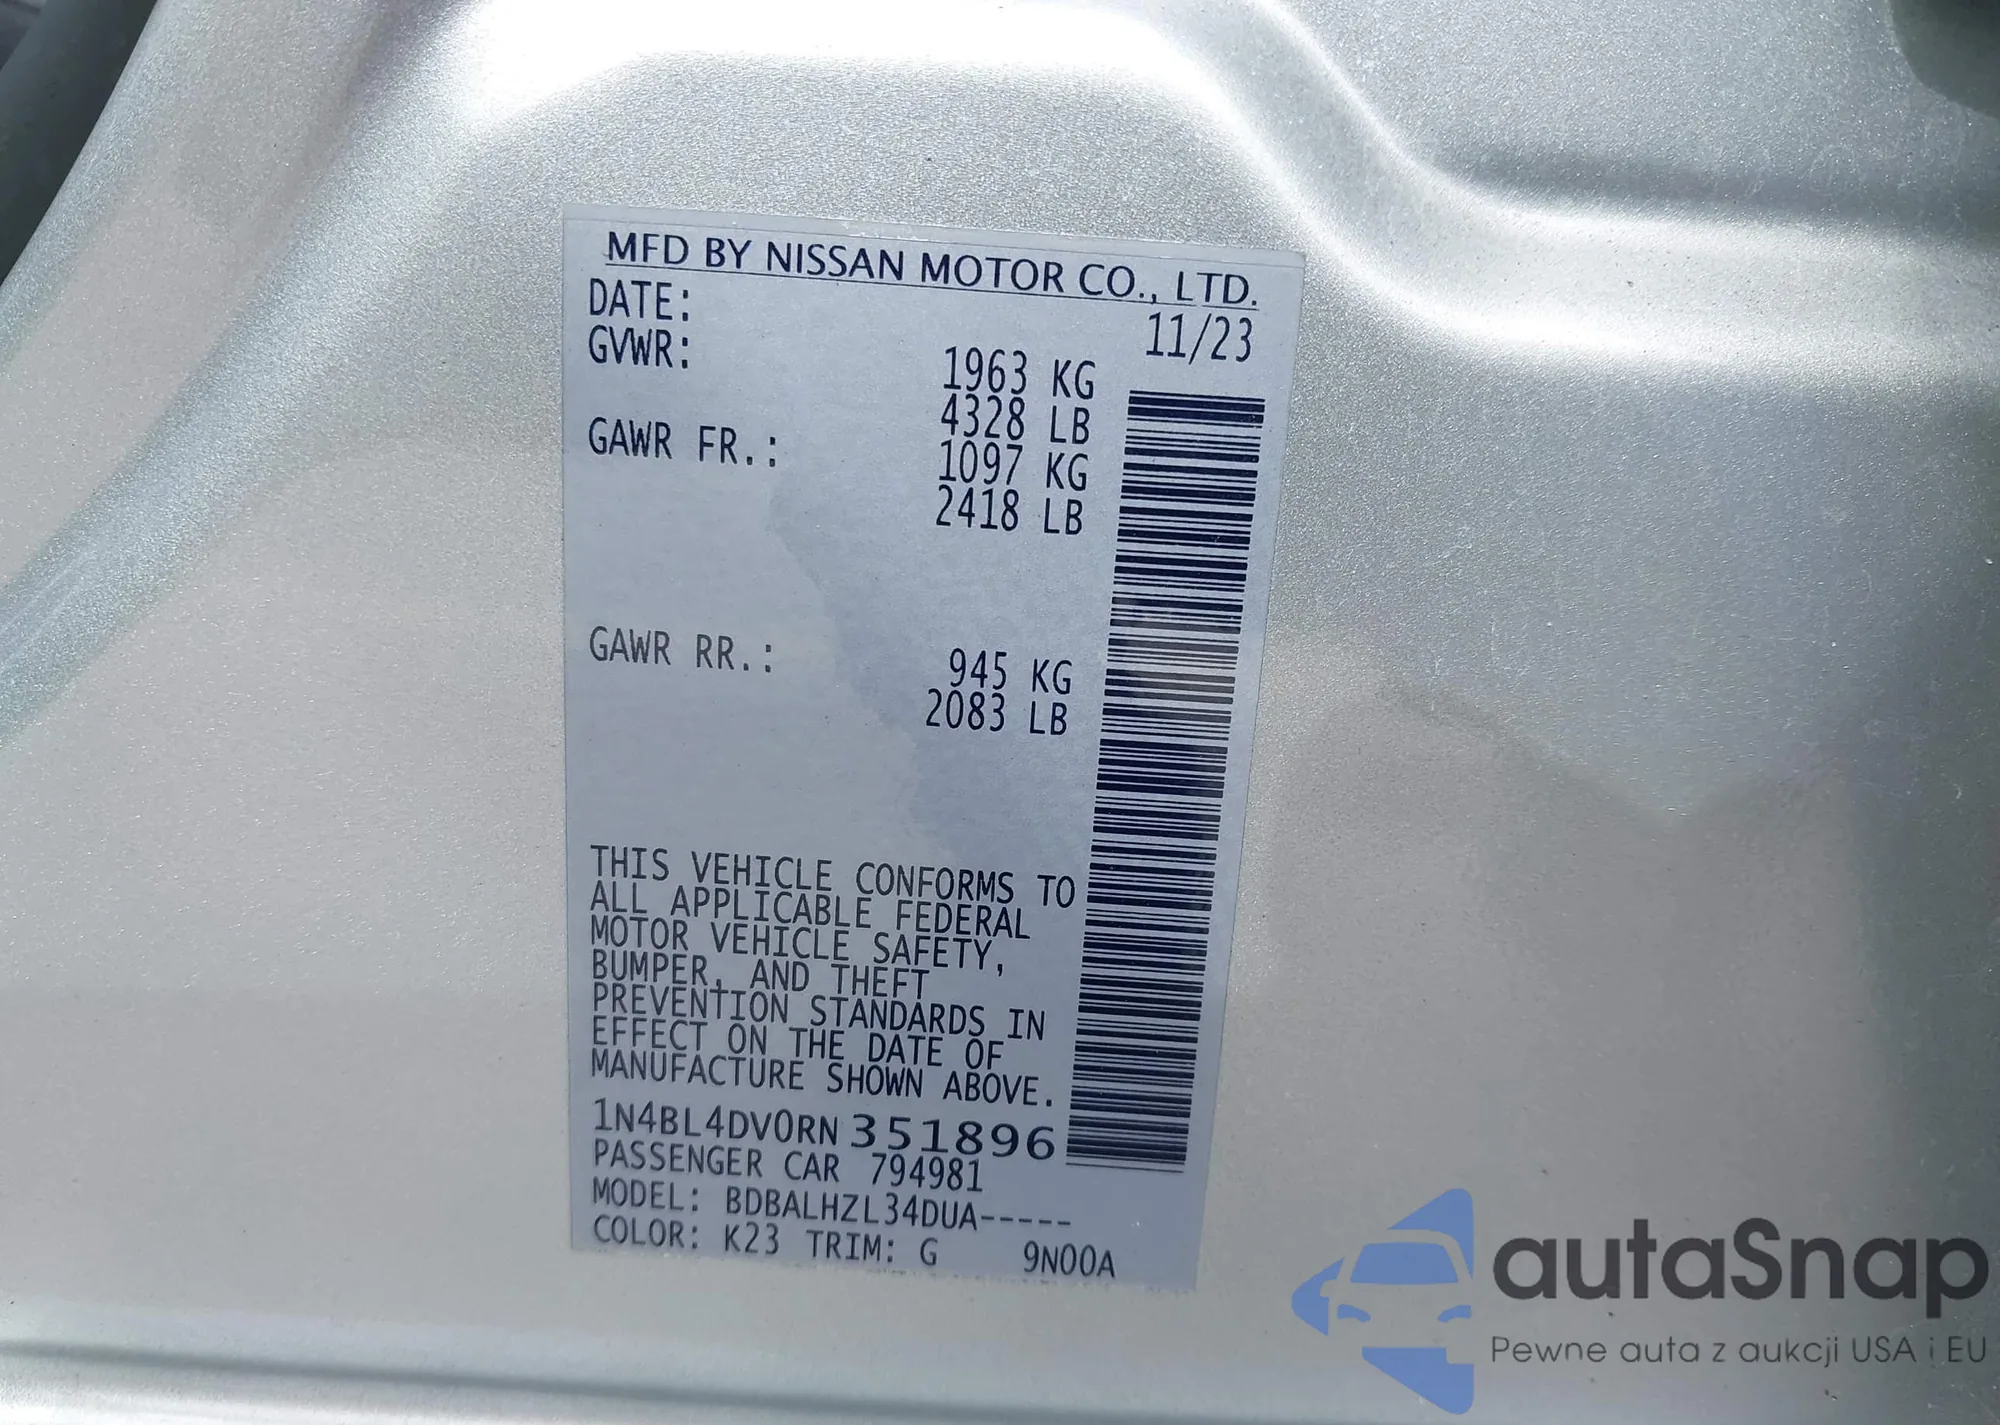 MFD BY NISSAN MOTOR CO., LTD.
DATE: 11/23
GVWR: 1963 KG
4328 LB
GAWR FR.: 1097 KG
2418 LB
GAWR RR.: 945 KG
2083 LB
THIS VEHICLE CONFORMS TO
ALL APPLICABLE FEDERAL
MOTOR VEHICLE SAFETY,
BUMPER, AND THEFT
PREVENTION STANDARDS IN
EFFECT ON THE DATE OF
MANUFACTURE SHOWN ABOVE.
1N4BL4DV0RN351896
PASSENGER CAR 794981
MODEL: BDBALHZL34DUA-----
COLOR: K23 TRIM: G 9N00A
autaSnap
Pewne auta z aukcji USA i EU